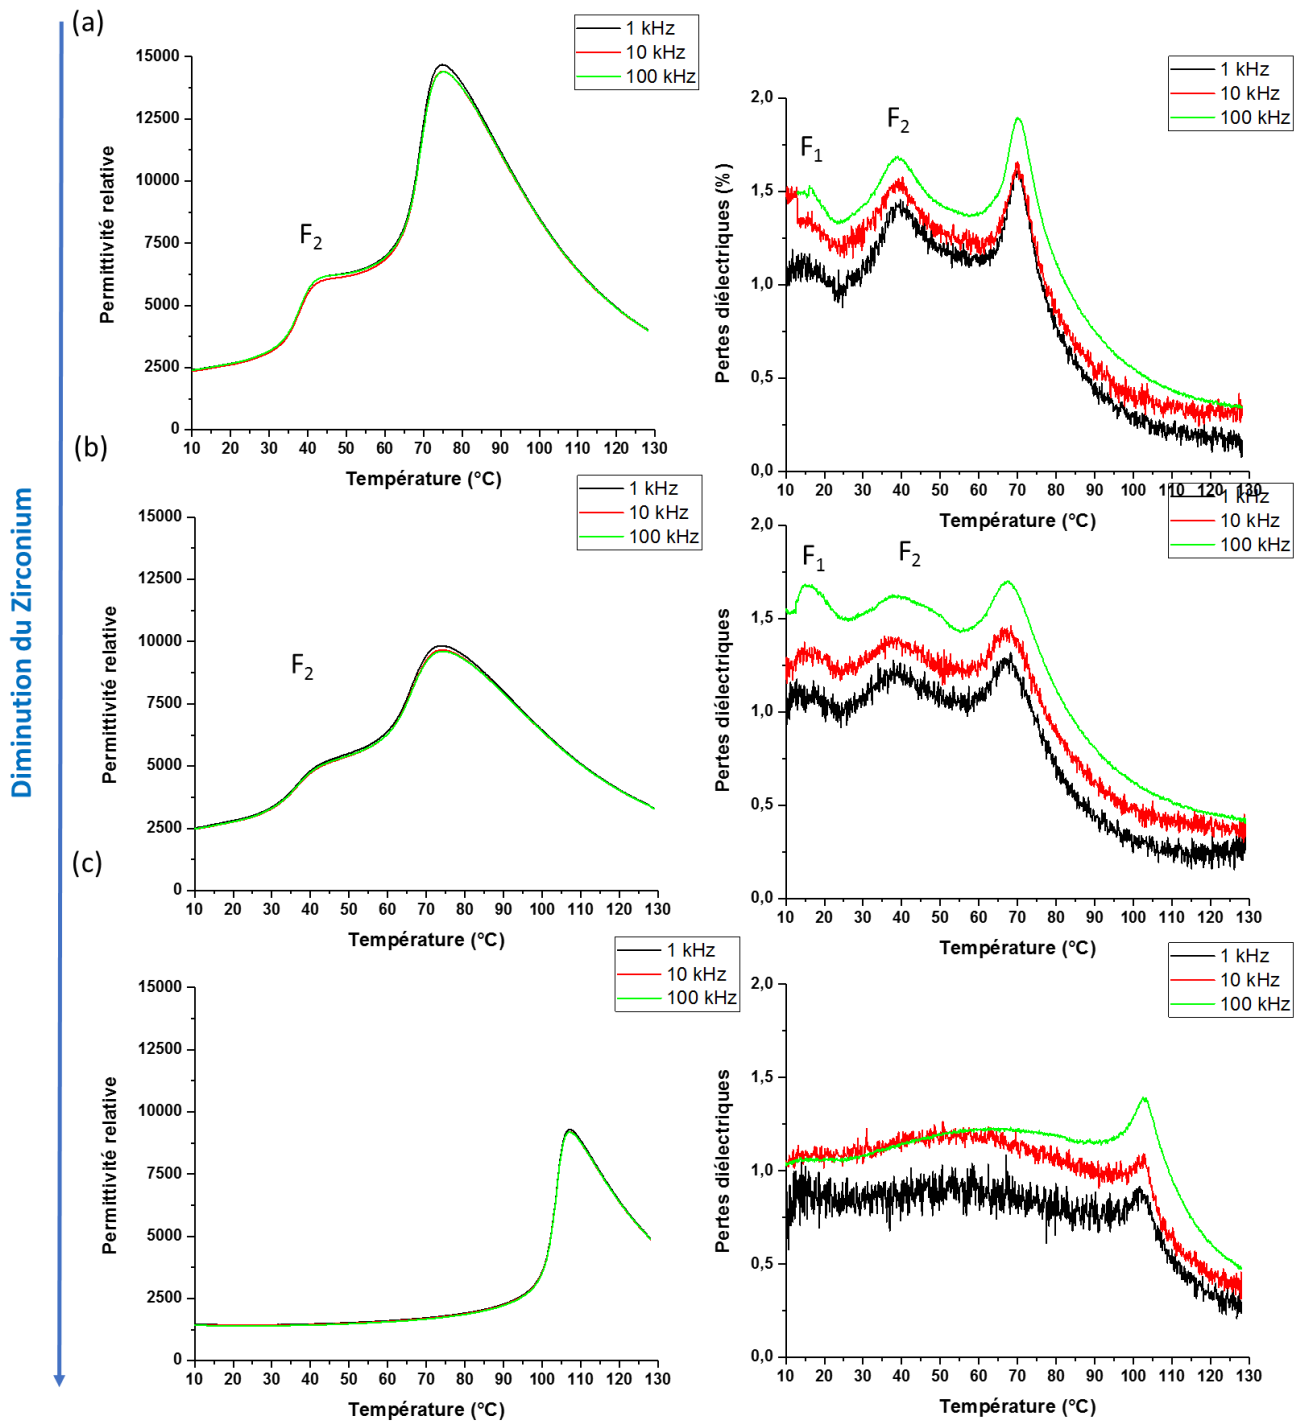 (a)
1 kHz
10 kHz
100 kHz
15000
12500
10000
7500
5000
2500
0
Permittivité relative
F2
10 20 30 40 50 60 70 80 90 100 110 120 130
Température (°C)
1 kHz
10 kHz
100 kHz
2,0
1,5
1,0
0,5
0,0
Pertes diélectriques (%)
F1
F2
10 20 30 40 50 60 70 80 90 100 110 120 130
Température (°C)
(b)
1 kHz
10 kHz
100 kHz
15000
12500
10000
7500
5000
2500
0
Permittivité relative
F2
10 20 30 40 50 60 70 80 90 100 110 120 130
Température (°C)
1 kHz
10 kHz
100 kHz
2,0
1,5
1,0
0,5
0,0
Pertes diélectriques
F1
F2
10 20 30 40 50 60 70 80 90 100 110 120 130
Température (°C)
Diminution du Zirconium
(c)
1 kHz
10 kHz
100 kHz
15000
12500
10000
7500
5000
2500
0
Permittivité relative
10 20 30 40 50 60 70 80 90 100 110 120 130
Température (°C)
1 kHz
10 kHz
100 kHz
2,0
1,5
1,0
0,5
0,0
Pertes diélectriques
10 20 30 40 50 60 70 80 90 100 110 120 130
Température (°C)